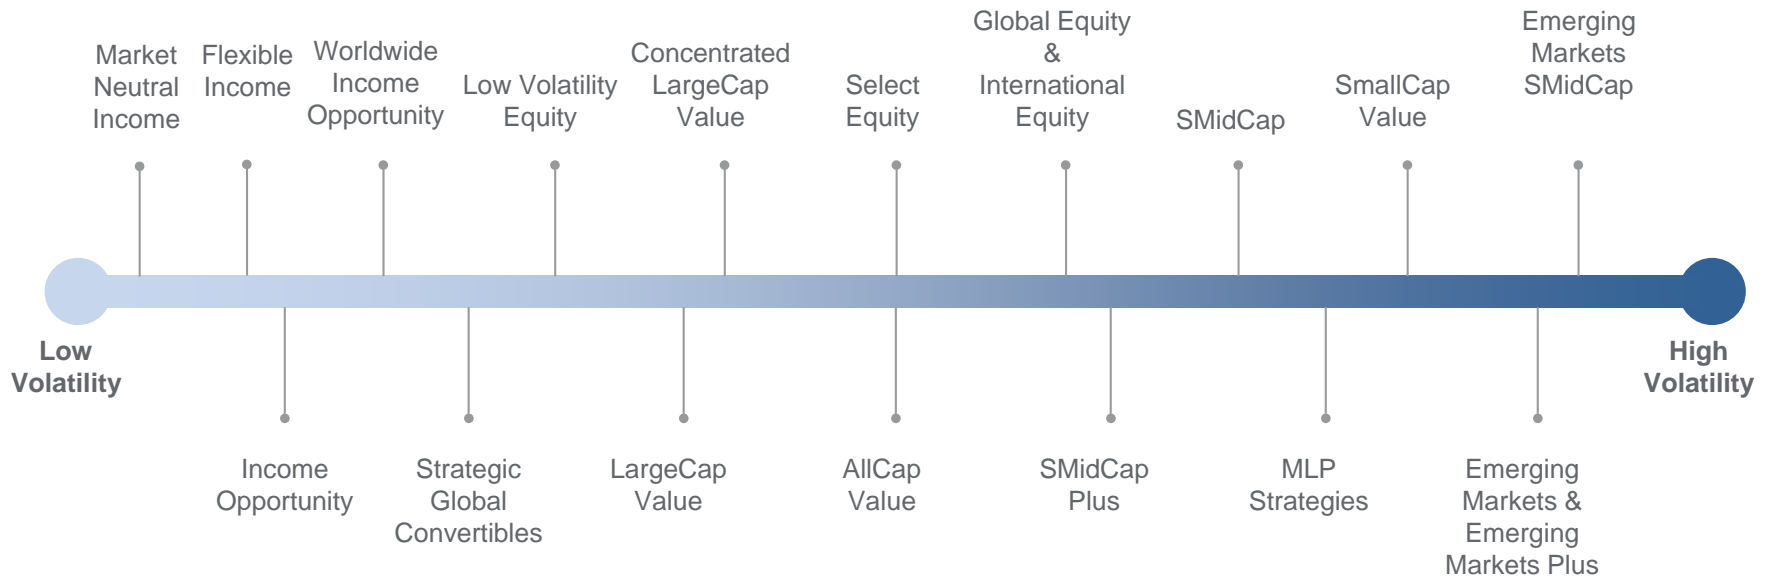 Market
Neutral
Income
Flexible
Income
Worldwide
Income
Opportunity
Low Volatility
Equity
Concentrated
LargeCap
Value
Select
Equity
Global Equity
&
International
Equity
SMidCap
SmallCap
Value
Emerging
Markets
SMidCap
Low
Volatility
High
Volatility
Income
Opportunity
Strategic
Global
Convertibles
LargeCap
Value
AllCap
Value
SMidCap
Plus
MLP
Strategies
Emerging
Markets &
Emerging
Markets Plus